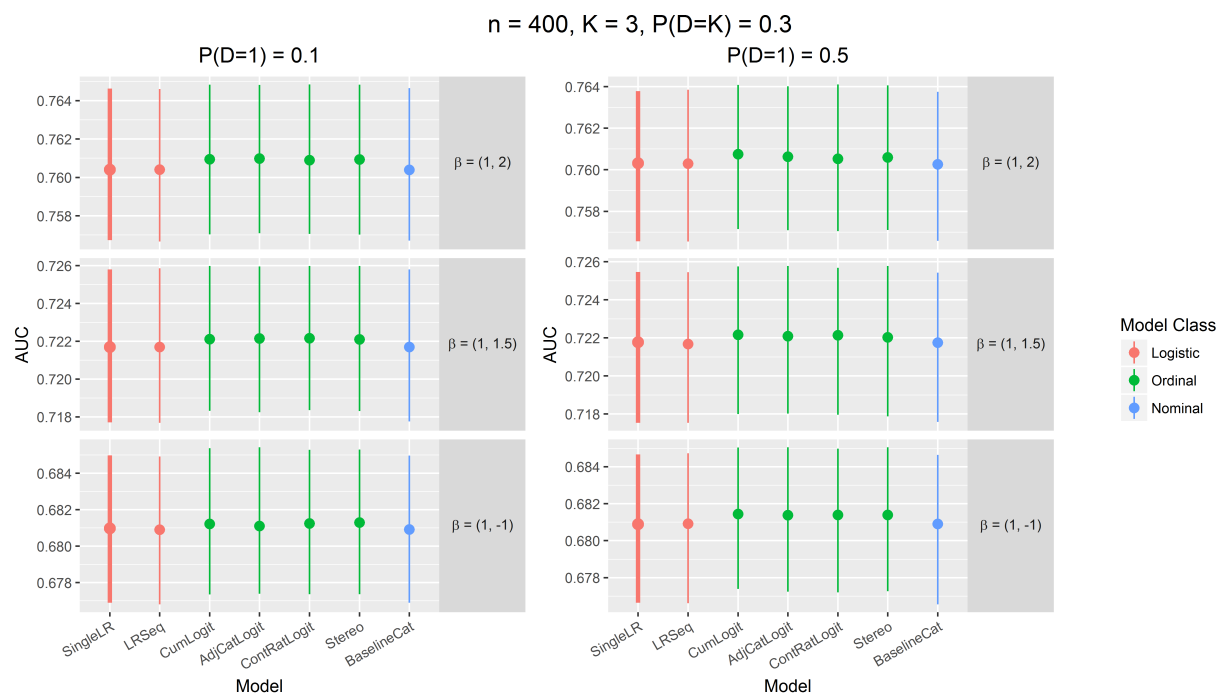 n = 400, K = 3, P(D=K) = 0.3
P(D=1) = 0.1
0.764
0.762
0.760
0.758
β = (1, 2)
0.726
0.724
0.722
0.720
0.718
β = (1, 1.5)
0.684
0.682
0.680
0.678
β = (1, -1)
AUC
SingleLR
LRSeq
CumLogit
AdjCatLogit
ContRatLogit
Stereo
BaselineCat
Model
P(D=1) = 0.5
0.764
0.762
0.760
0.758
β = (1, 2)
0.726
0.724
0.722
0.720
0.718
β = (1, 1.5)
0.684
0.682
0.680
0.678
β = (1, -1)
AUC
SingleLR
LRSeq
CumLogit
AdjCatLogit
ContRatLogit
Stereo
BaselineCat
Model
Model Class
Logistic
Ordinal
Nominal